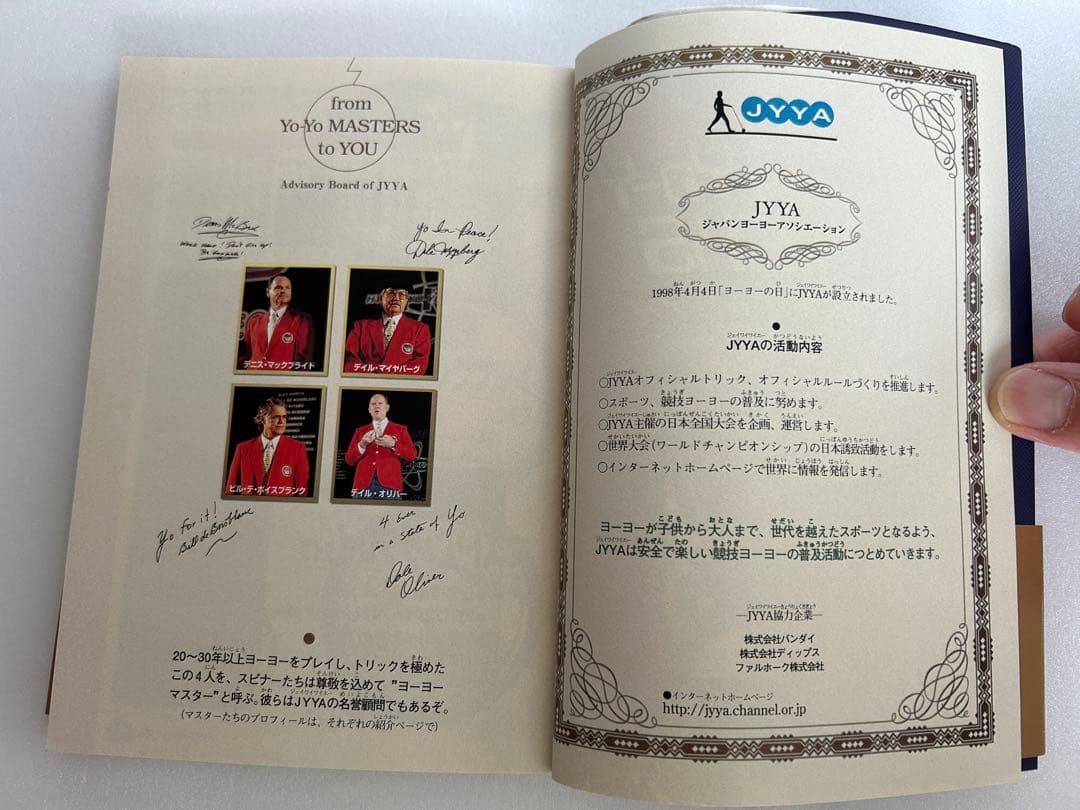 from
Yo-Yo MASTERS
to YOU
Advisory Board of JYYA
Yo In Peace!
デニス・マックブライド
デイル・マイヤバーグ
ビル・デ・ボイスブランク
デイル・オリバー
Yo for it!
Bill de Boisblanc
4 Ever
in a State of Yo
Dale
Oliver
20〜30年以上ヨーヨーをプレイし、トリックを極めた
この4人を、スピナーたちは尊敬を込めて"ヨーヨー
マスター"と呼ぶ。彼らはJYYAの名誉顧問でもあるぞ。
(マスターたちのプロフィールは、それぞれの紹介ページで)
JYYA
JYYA
ジャパンヨーヨーアソシエーション
1998年4月4日「ヨーヨーの日」にJYYAが設立されました。
JYYAの活動内容
○JYYAオフィシャルトリック、オフィシャルルールづくりを推進します。
○スポーツ、競技ヨーヨーの普及に努めます。
○JYYA主催の日本全国大会を企画、運営します。
○世界大会(ワールドチャンピオンシップ)の日本誘致活動をします。
○インターネットホームページで世界に情報を発信します。
ヨーヨーが子供から大人まで、世代を越えたスポーツとなるよう、
JYYAは安全で楽しい競技ヨーヨーの普及活動につとめていきます。
―JYYA協力企業―
株式会社バンダイ
株式会社ディップス
ファルホーク株式会社
●インターネットホームページ
http://jyya.channel.or.jp